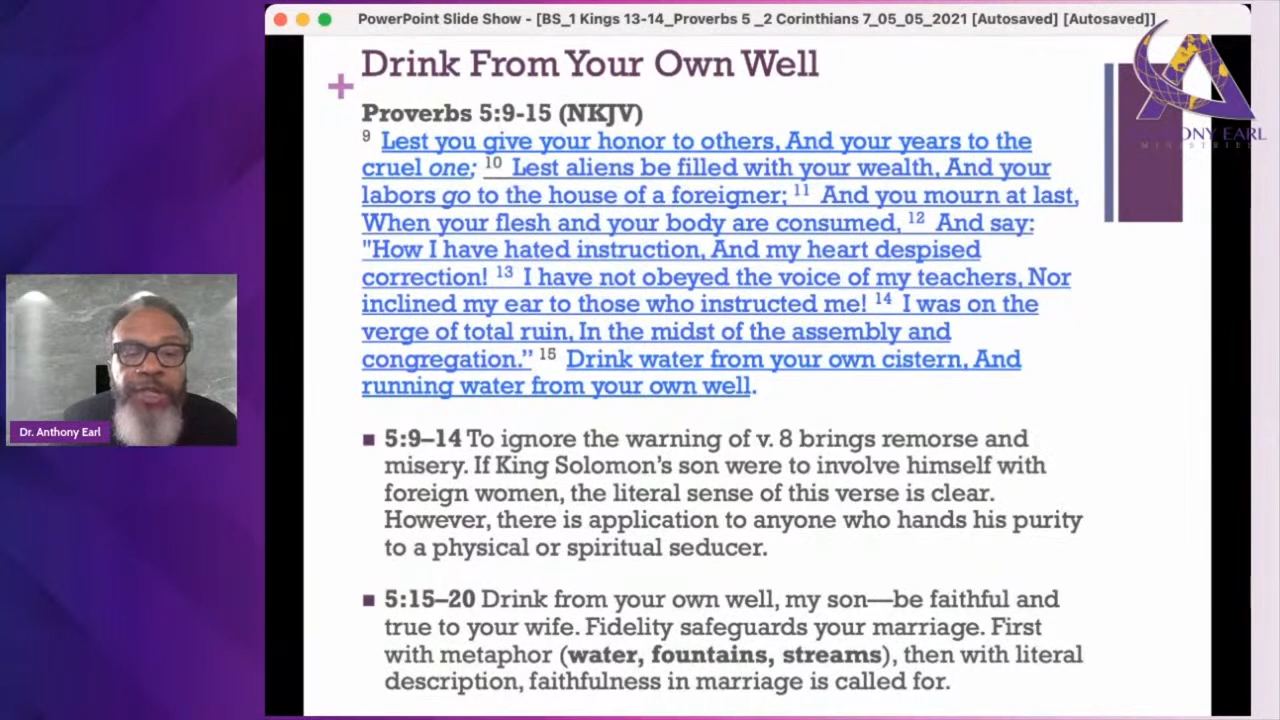 PowerPoint Slide Show - [BS_1 Kings 13-14_Proverbs 5 _2 Corinthians 7_05_05_2021 [Autosaved] [Autosaved]]
Drink From Your Own Well
+
Proverbs 5:9-15 (NKJV)
9 Lest you give your honor to others, And your years to the
cruel one; 10 Lest aliens be filled with your wealth, And your
labors go to the house of a foreigner; 11 And you mourn at last,
When your flesh and your body are consumed, 12 And say:
"How I have hated instruction, And my heart despised
correction! 13 I have not obeyed the voice of my teachers, Nor
inclined my ear to those who instructed me! 14 I was on the
verge of total ruin, In the midst of the assembly and
congregation.” 15 Drink water from your own cistern, And
running water from your own well.
■ 5:9–14 To ignore the warning of v. 8 brings remorse and
misery. If King Solomon’s son were to involve himself with
foreign women, the literal sense of this verse is clear.
However, there is application to anyone who hands his purity
to a physical or spiritual seducer.
■ 5:15–20 Drink from your own well, my son—be faithful and
true to your wife. Fidelity safeguards your marriage. First
with metaphor (water, fountains, streams), then with literal
description, faithfulness in marriage is called for.
Dr. Anthony Earl
ANTHONY EARL
MINISTRIES